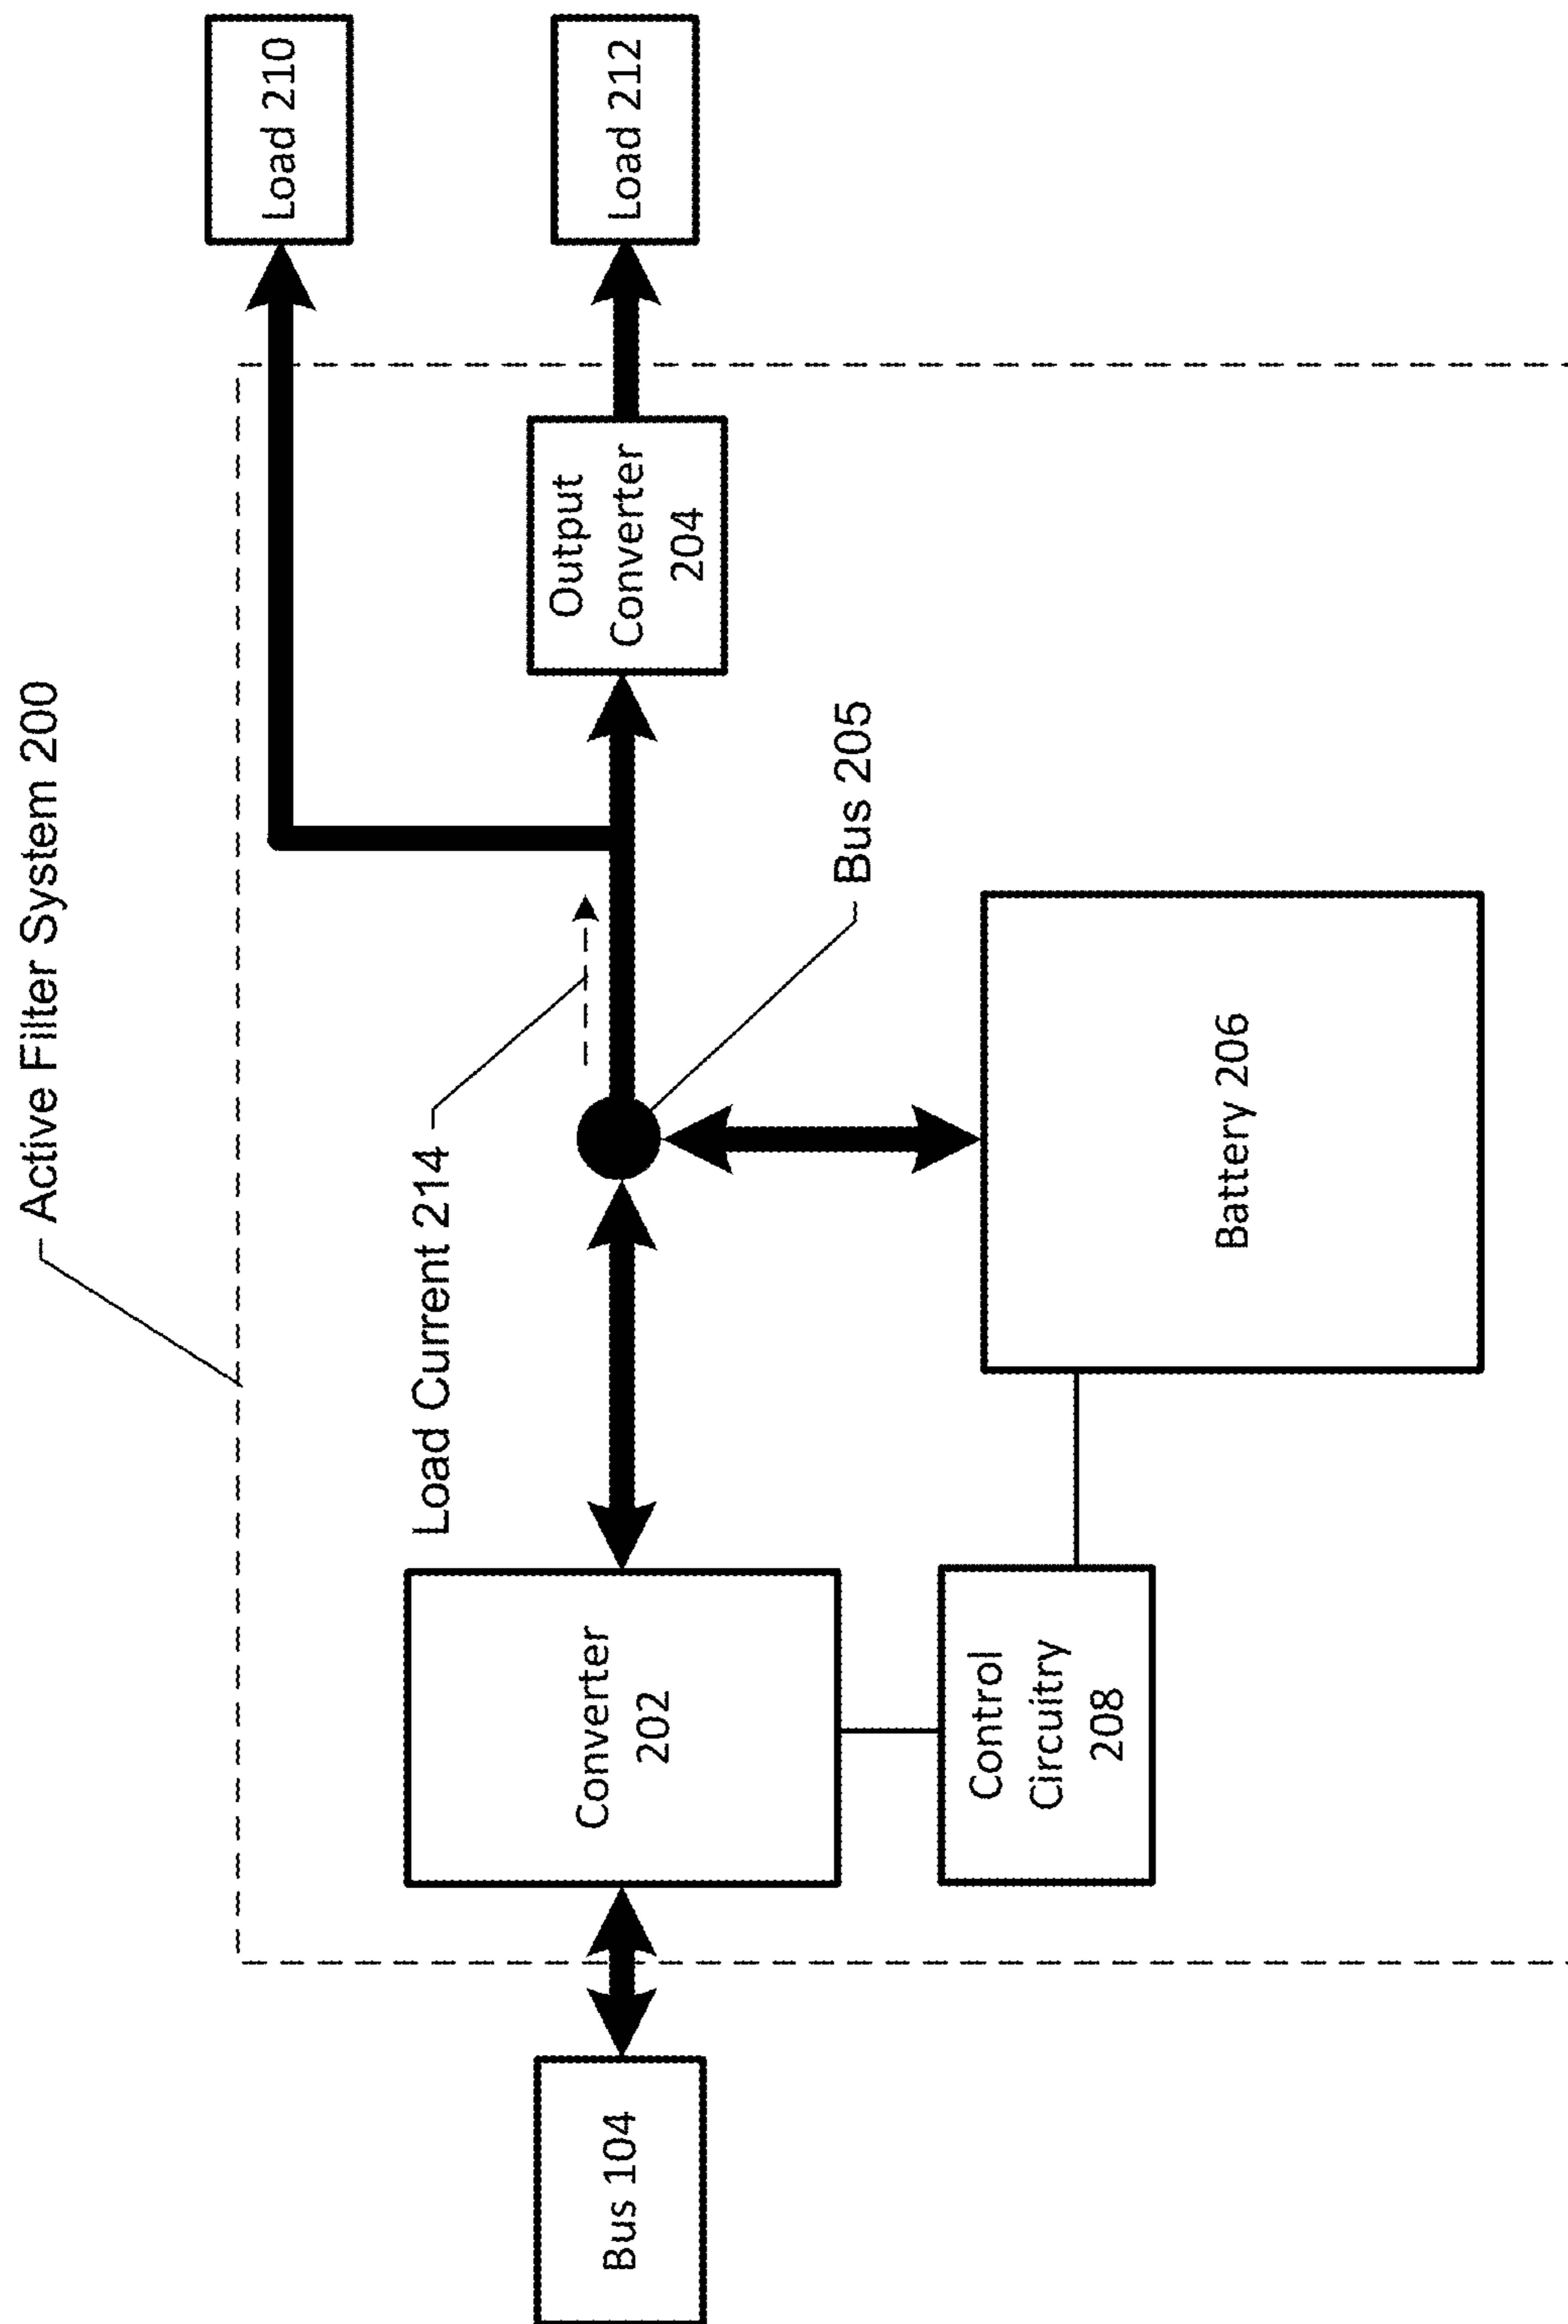 Active Filter System 200
Load 210
Load Current 214
Bus 104
Converter
202
Output
Converter
204
Load 212
Bus 205
Control
Circuitry
208
Battery 206